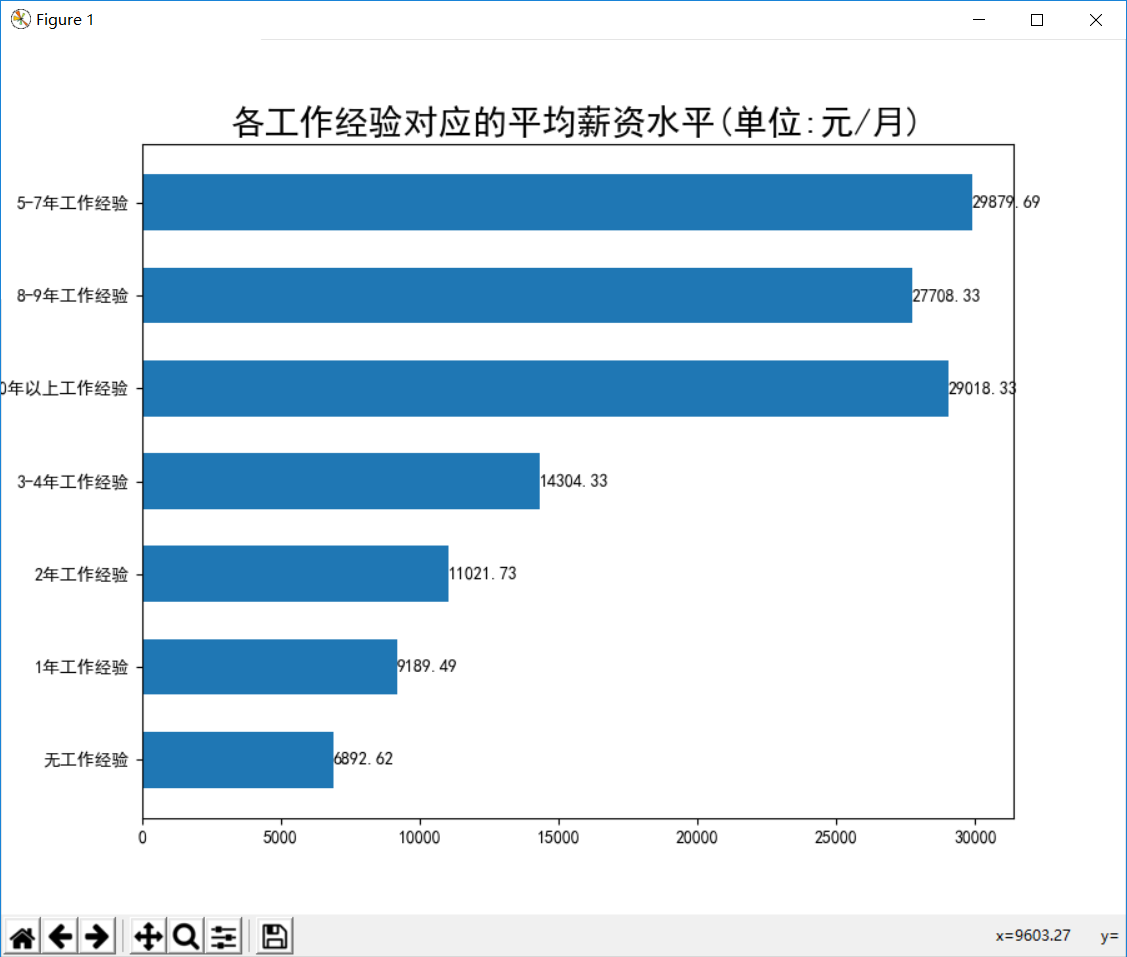 Figure 1
各工作经验对应的平均薪资水平(单位:元/月)
5-7年工作经验 29879.69
8-9年工作经验 27708.33
0年以上工作经验 29018.33
3-4年工作经验 14304.33
2年工作经验 11021.73
1年工作经验 9189.49
无工作经验 6892.62
0 5000 10000 15000 20000 25000 30000
x=9603.27 y=